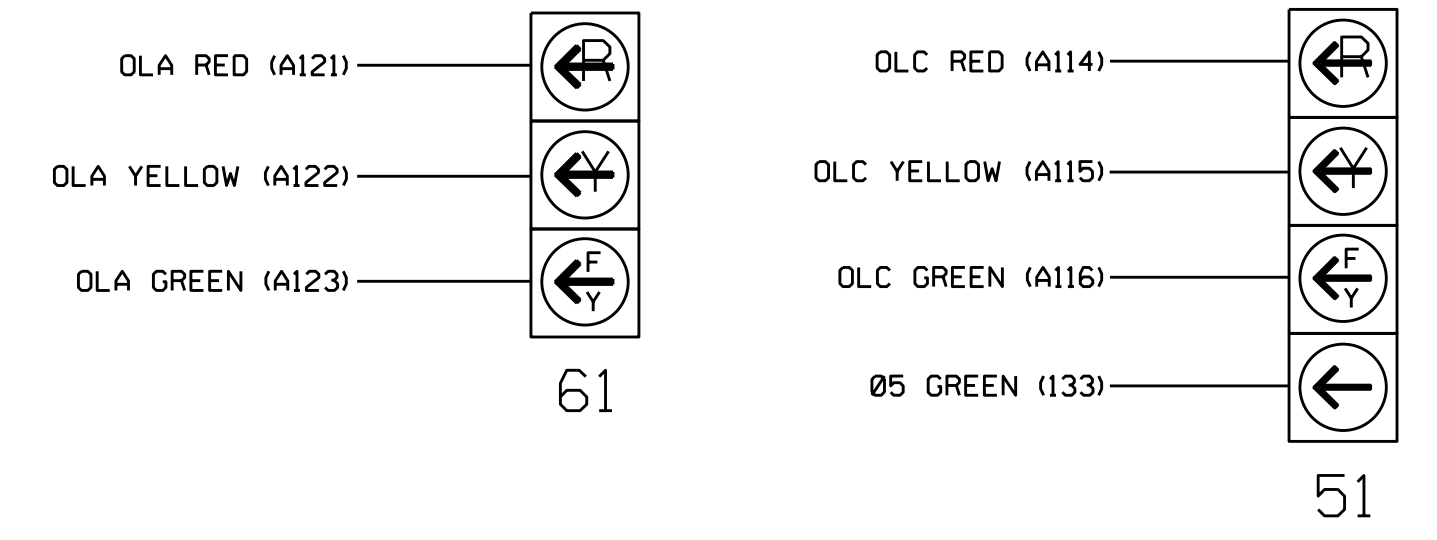 OLA RED (A121)
R
OLA YELLOW (A122)
Y
OLA GREEN (A123)
F
Y
61
OLC RED (A114)
R
OLC YELLOW (A115)
Y
OLC GREEN (A116)
F
Y
Ø5 GREEN (133)
51